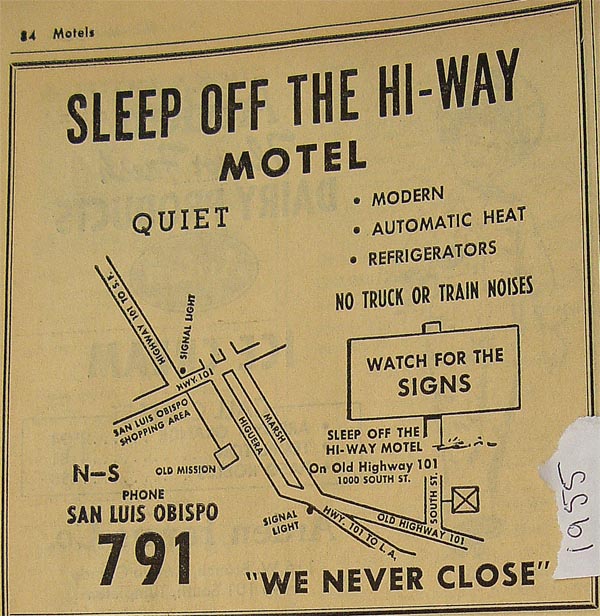 84 Motels
SLEEP OFF THE HI-WAY
MOTEL
QUIET
• MODERN
• AUTOMATIC HEAT
• REFRIGERATORS
NO TRUCK OR TRAIN NOISES
HIGHWAY 101 TO S.F.
SIGNAL LIGHT
HWY. 101
SAN LUIS OBISPO
SHOPPING AREA
OLD MISSION
HIGUERA
MARSH
WATCH FOR THE
SIGNS
SLEEP OFF THE
HI-WAY MOTEL
On Old Highway 101
1000 SOUTH ST.
SOUTH ST.
SIGNAL
LIGHT
HWY. 101 TO L.A.
OLD HIGHWAY 101
N–S
PHONE
SAN LUIS OBISPO
791
"WE NEVER CLOSE"
1955